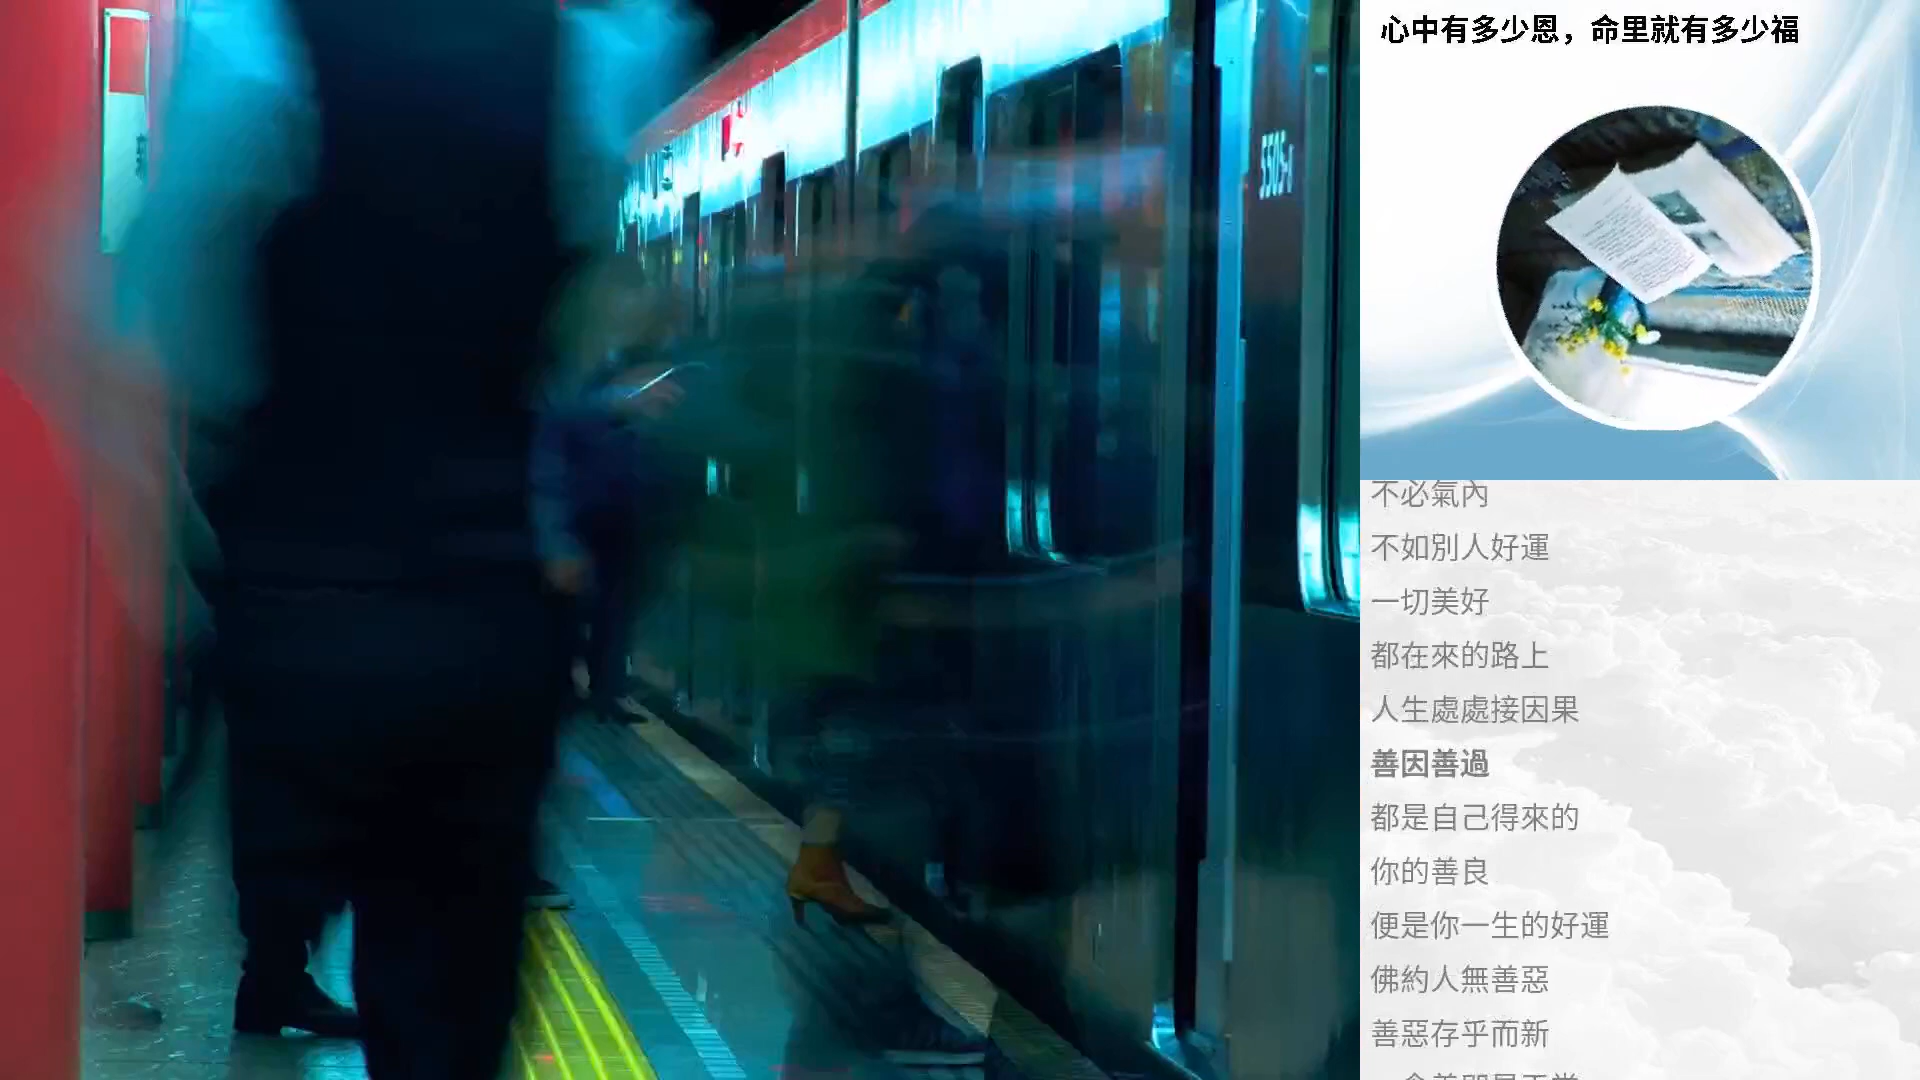 心中有多少恩，命里就有多少福
5505-1
不必氣內
不如別人好運
一切美好
都在來的路上
人生處處接因果
善因善過
都是自己得來的
你的善良
便是你一生的好運
佛約人無善惡
善惡存乎而新